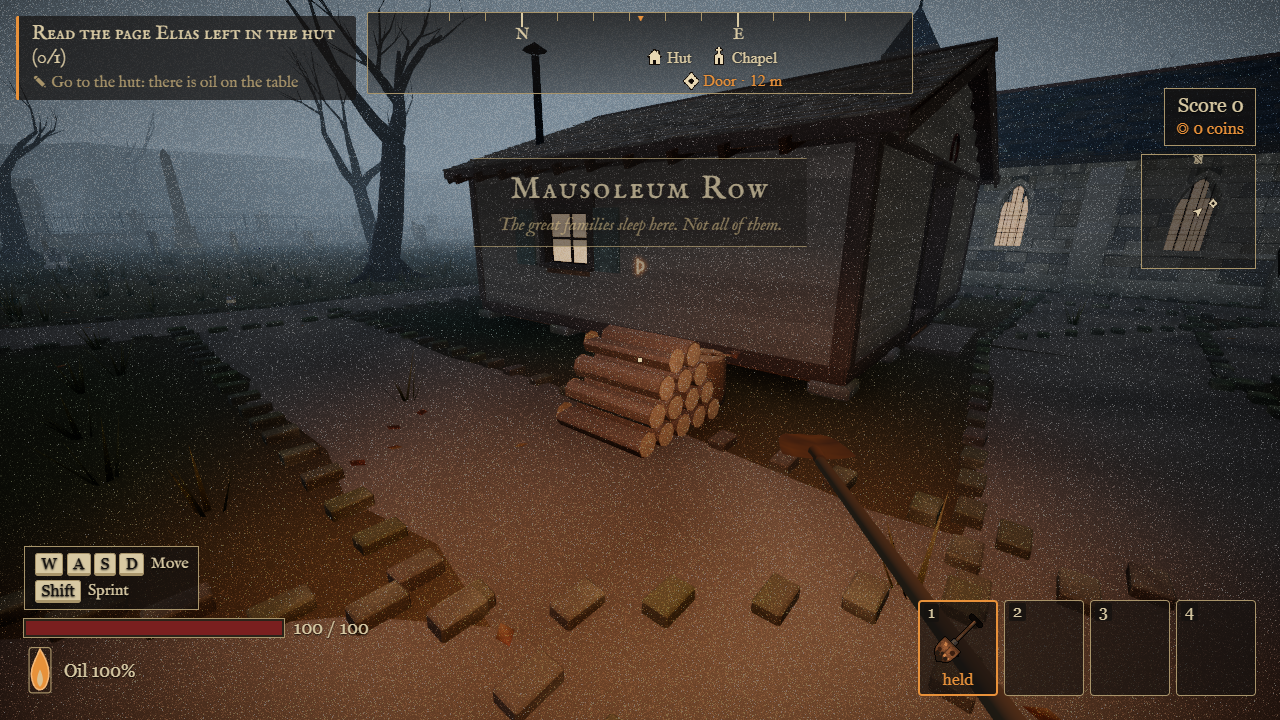 Read the page Elias left in the hut
(0/1)
Go to the hut: there is oil on the table
N
E
Hut
Chapel
Door · 12 m
Score 0
0 coins
N
Mausoleum Row
The great families sleep here. Not all of them.
W A S D Move
Shift Sprint
100 / 100
Oil 100%
1
2
3
4
held